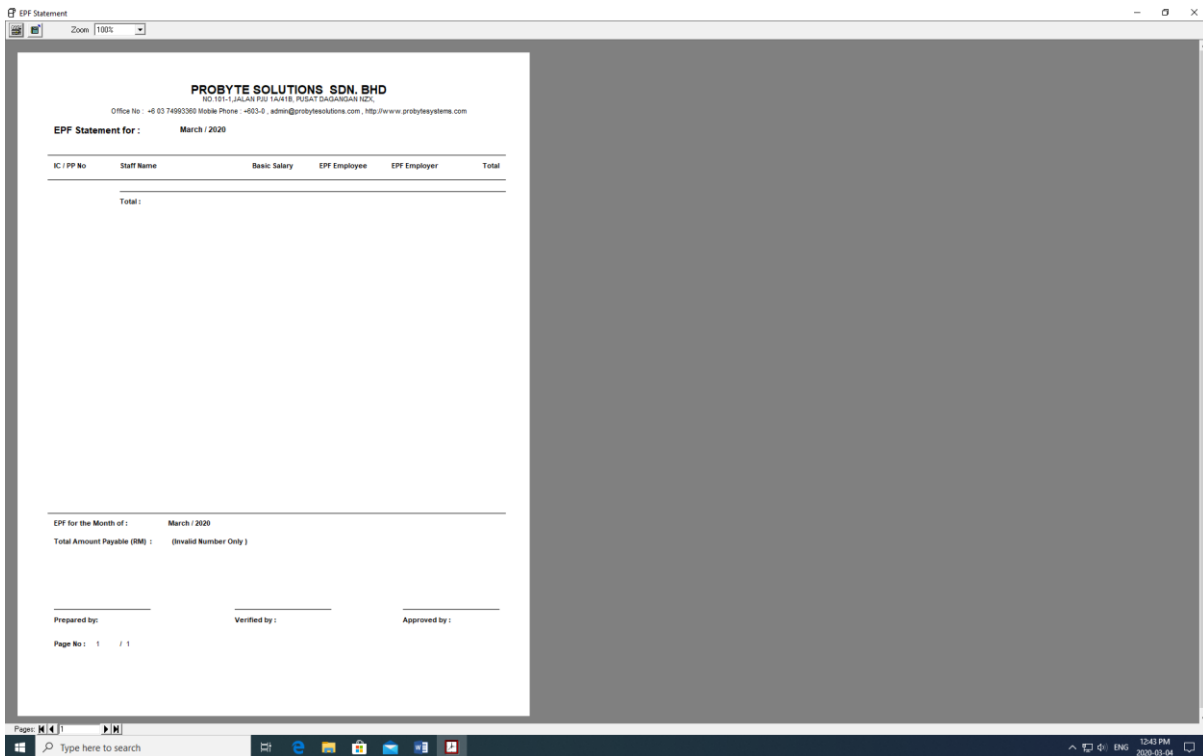 EPF Statement
Zoom 100%
PROBYTE SOLUTIONS SDN. BHD
NO.101-1,JALAN PJU 1A/41B, PUSAT DAGANGAN NZX,
Office No : +6 03 74993360 Mobile Phone : +603-0 , admin@probytesolutions.com , http://www.probytesystems.com
EPF Statement for : March / 2020
IC / PP No Staff Name Basic Salary EPF Employee EPF Employer Total
Total :
EPF for the Month of : March / 2020
Total Amount Payable (RM) : (Invalid Number Only )
Prepared by: Verified by : Approved by :
Page No : 1 / 1
Pages: 1
Type here to search
ENG
12:43 PM
2020-03-04